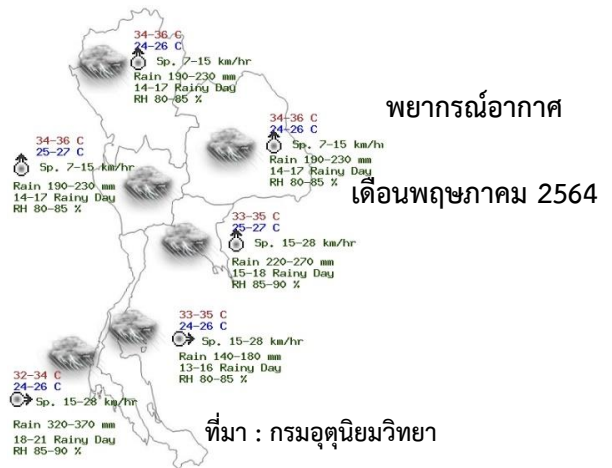 34-36 C
24-26 C
Sp. 7-15 km/hr
Rain 190-230 mm
14-17 Rainy Day
RH 80-85 %
พยากรณ์อากาศ
เดือนพฤษภาคม 2564
34-36 C
24-26 C
Sp. 7-15 km/hr
Rain 190-230 mm
14-17 Rainy Day
RH 80-85 %
34-36 C
25-27 C
Sp. 7-15 km/hr
Rain 190-230 mm
14-17 Rainy Day
RH 80-85 %
33-35 C
25-27 C
Sp. 15-28 km/hr
Rain 220-270 mm
15-18 Rainy Day
RH 85-90 %
33-35 C
24-26 C
Sp. 15-28 km/hr
Rain 140-180 mm
13-16 Rainy Day
RH 80-85 %
32-34 C
24-26 C
Sp. 15-28 km/hr
Rain 320-370 mm
18-21 Rainy Day
RH 85-90 %
ที่มา : กรมอุตุนิยมวิทยา